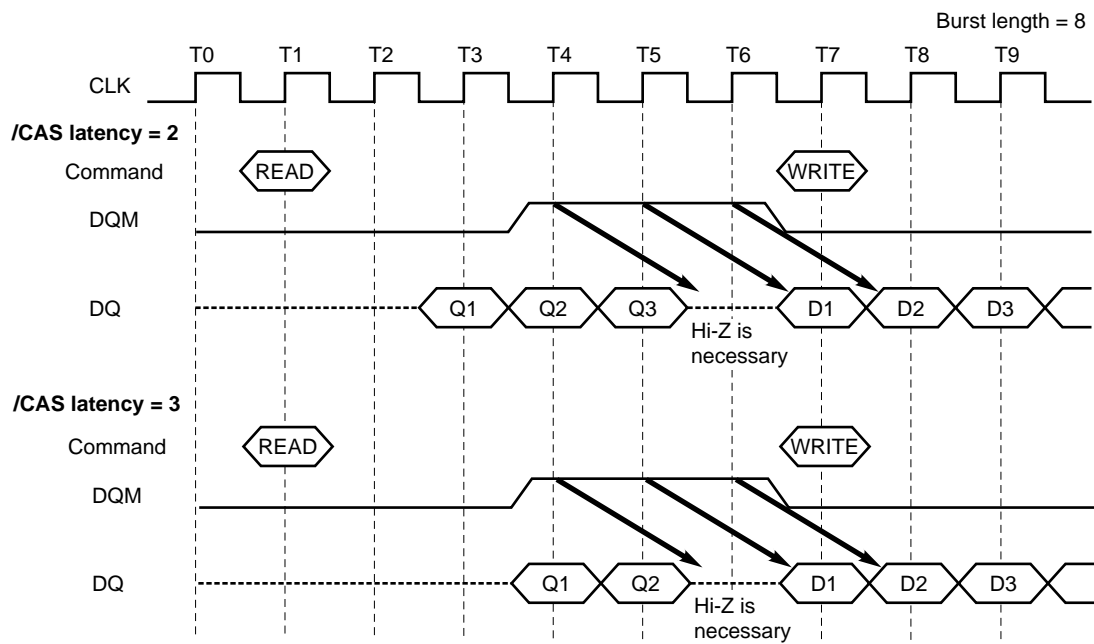 Burst length = 8
T0 T1 T2 T3 T4 T5 T6 T7 T8 T9
CLK
/CAS latency = 2
Command READ WRITE
DQM
DQ Q1 Q2 Q3 D1 D2 D3
Hi-Z is
necessary
/CAS latency = 3
Command READ WRITE
DQM
DQ Q1 Q2 D1 D2 D3
Hi-Z is
necessary